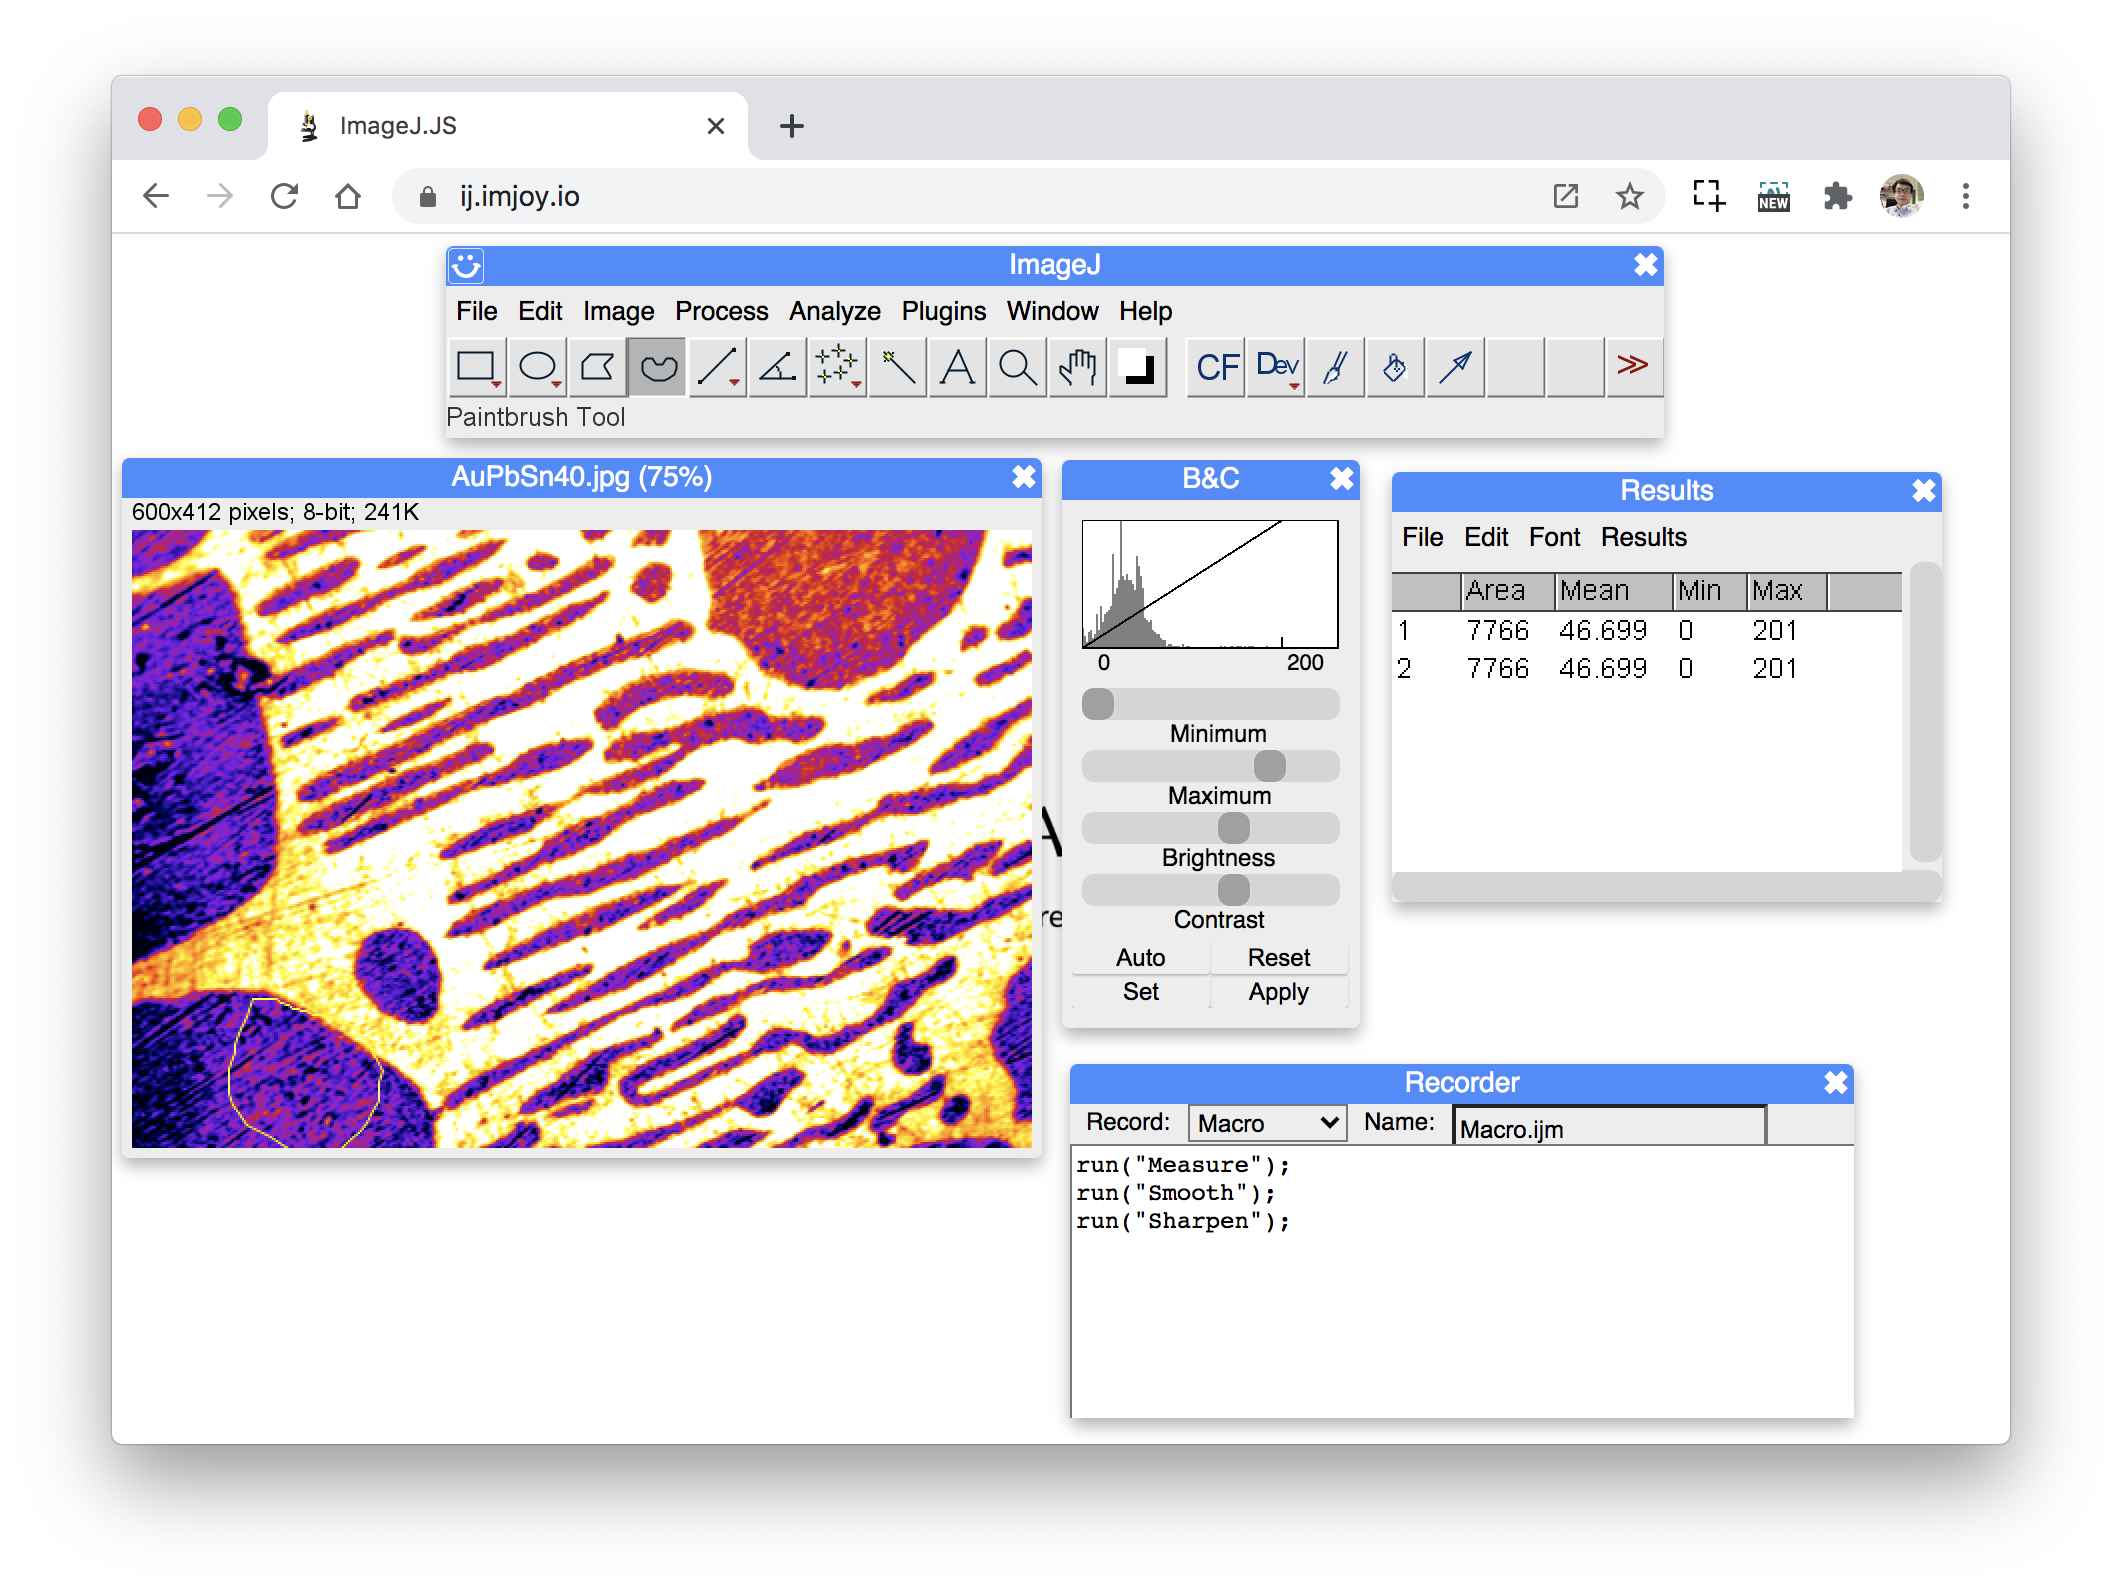 ImageJ.JS
ij.imjoy.io
NEW
ImageJ
File Edit Image Process Analyze Plugins Window Help
A CF Dev >>
Paintbrush Tool
AuPbSn40.jpg (75%)
600x412 pixels; 8-bit; 241K
B&C
0 200
Minimum
Maximum
Brightness
Contrast
Auto Reset
Set Apply
Results
File Edit Font Results
Area Mean Min Max
1 7766 46.699 0 201
2 7766 46.699 0 201
Recorder
Record: Macro Name: Macro.ijm
run("Measure");
run("Smooth");
run("Sharpen");